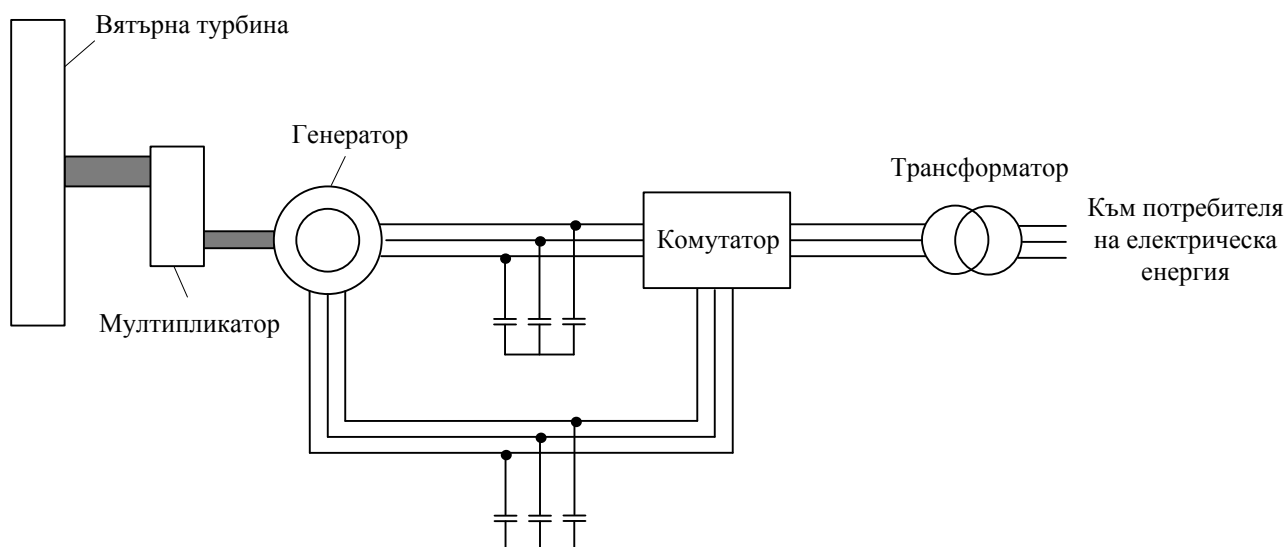 Вятърна турбина
Генератор
Трансформатор
Към потребителя
на електрическа
енергия
Комутатор
Мултипликатор